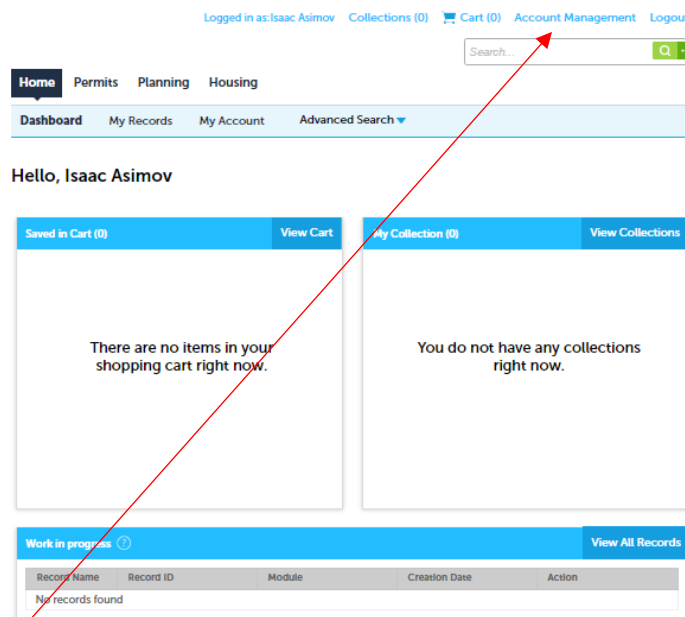 Logged in as:Isaac Asimov Collections (0) Cart (0) Account Management Logou
Search...
Home Permits Planning Housing
Dashboard My Records My Account Advanced Search
Hello, Isaac Asimov
Saved in Cart (0) View Cart My Collection (0) View Collections
There are no items in your
shopping cart right now.
You do not have any collections
right now.
Work in progress ? View All Records
Record Name Record ID Module Creation Date Action
No records found